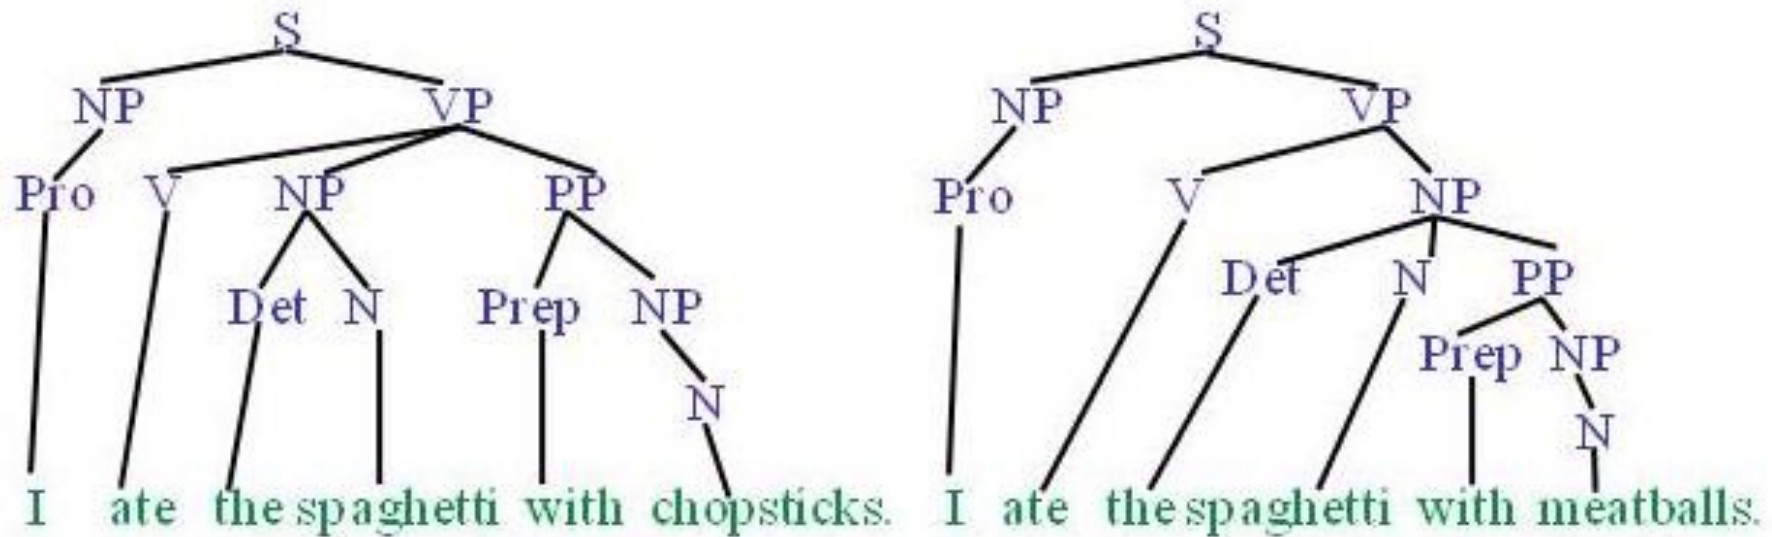 S S
NP VP NP VP
Pro V NP PP Pro V NP
Det N Prep NP Det N PP
N Prep NP
N
I ate the spaghetti with chopsticks. I ate the spaghetti with meatballs.